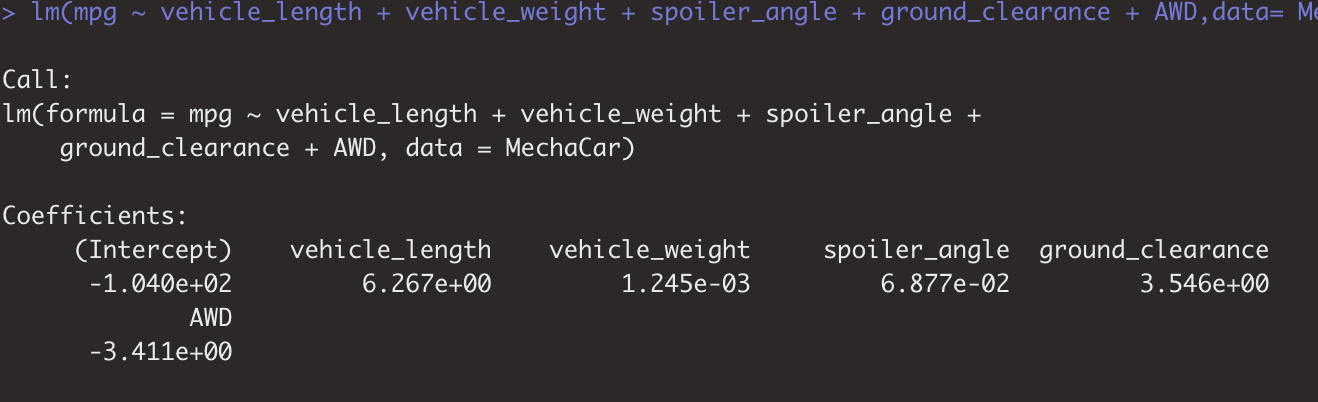 > lm(mpg ~ vehicle_length + vehicle_weight + spoiler_angle + ground_clearance + AWD,data=
Call:
lm(formula = mpg ~ vehicle_length + vehicle_weight + spoiler_angle +
ground_clearance + AWD, data = MechaCar)
Coefficients:
(Intercept) vehicle_length vehicle_weight spoiler_angle ground_clearance
-1.040e+02 6.267e+00 1.245e-03 6.877e-02 3.546e+00
AWD
-3.411e+00